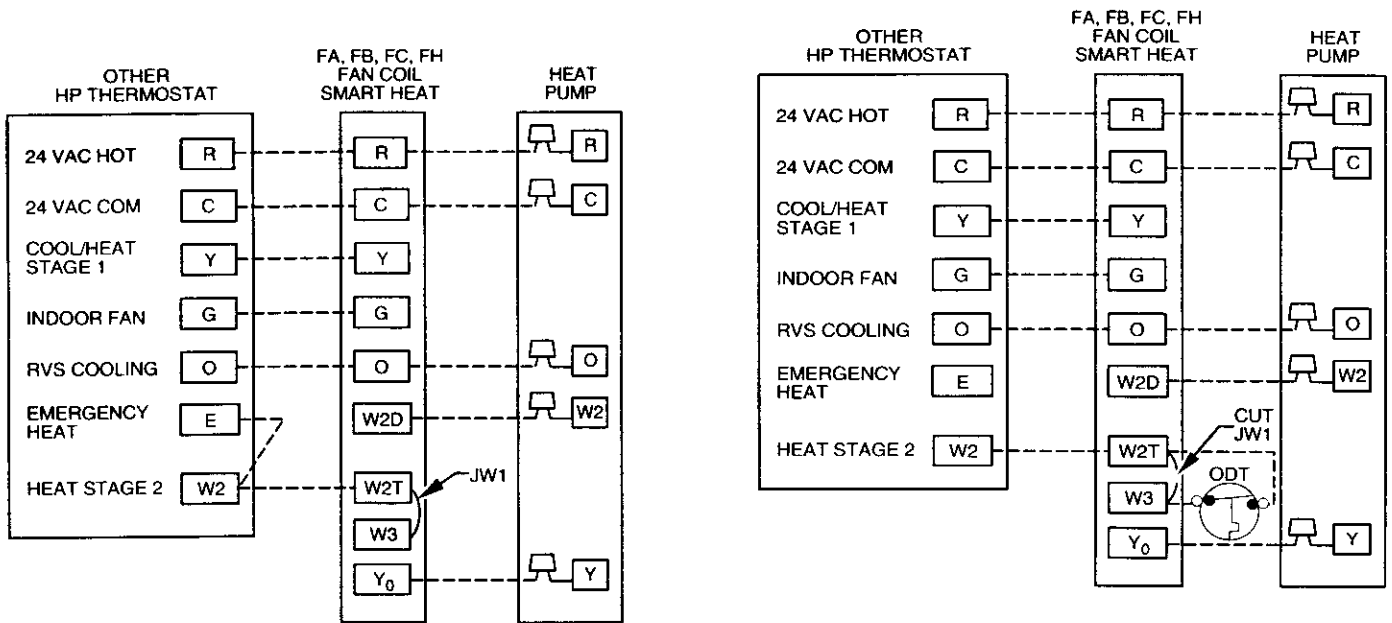 OTHER
HP THERMOSTAT
FA, FB, FC, FH
FAN COIL
SMART HEAT
HEAT
PUMP
24 VAC HOT R R R
24 VAC COM C C C
COOL/HEAT
STAGE 1 Y Y
INDOOR FAN G G
RVS COOLING O O O
EMERGENCY
HEAT E W2D W2
HEAT STAGE 2 W2 W2T JW1
W3
Y0 Y
OTHER
HP THERMOSTAT
FA, FB, FC, FH
FAN COIL
SMART HEAT
HEAT
PUMP
24 VAC HOT R R R
24 VAC COM C C C
COOL/HEAT
STAGE 1 Y Y
INDOOR FAN G G
RVS COOLING O O O
EMERGENCY
HEAT E W2D W2
CUT
JW1
HEAT STAGE 2 W2 W2T
ODT
W3
Y0 Y